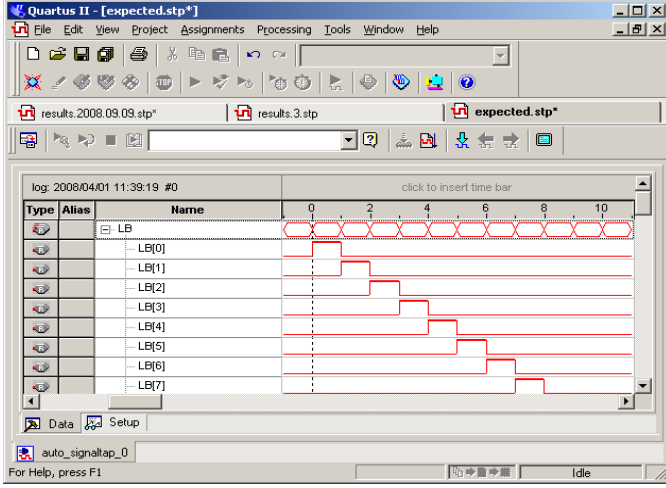 Quartus II - [expected.stp*]
File Edit View Project Assignments Processing Tools Window Help
results.2008.09.09.stp* results.3.stp expected.stp*
log: 2008/04/01 11:39:19 #0 click to insert time bar
Type Alias Name 0 2 4 6 8 10
LB
LB[0]
LB[1]
LB[2]
LB[3]
LB[4]
LB[5]
LB[6]
LB[7]
Data Setup
auto_signaltap_0
For Help, press F1 Idle